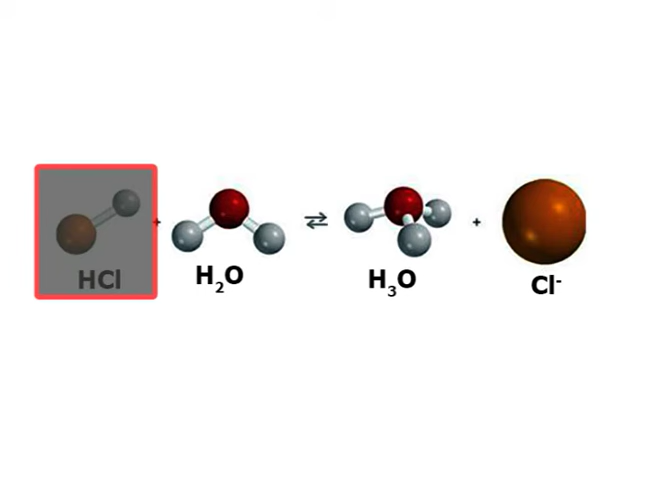 HCl + H₂O ⇄ H₃O + Cl⁻